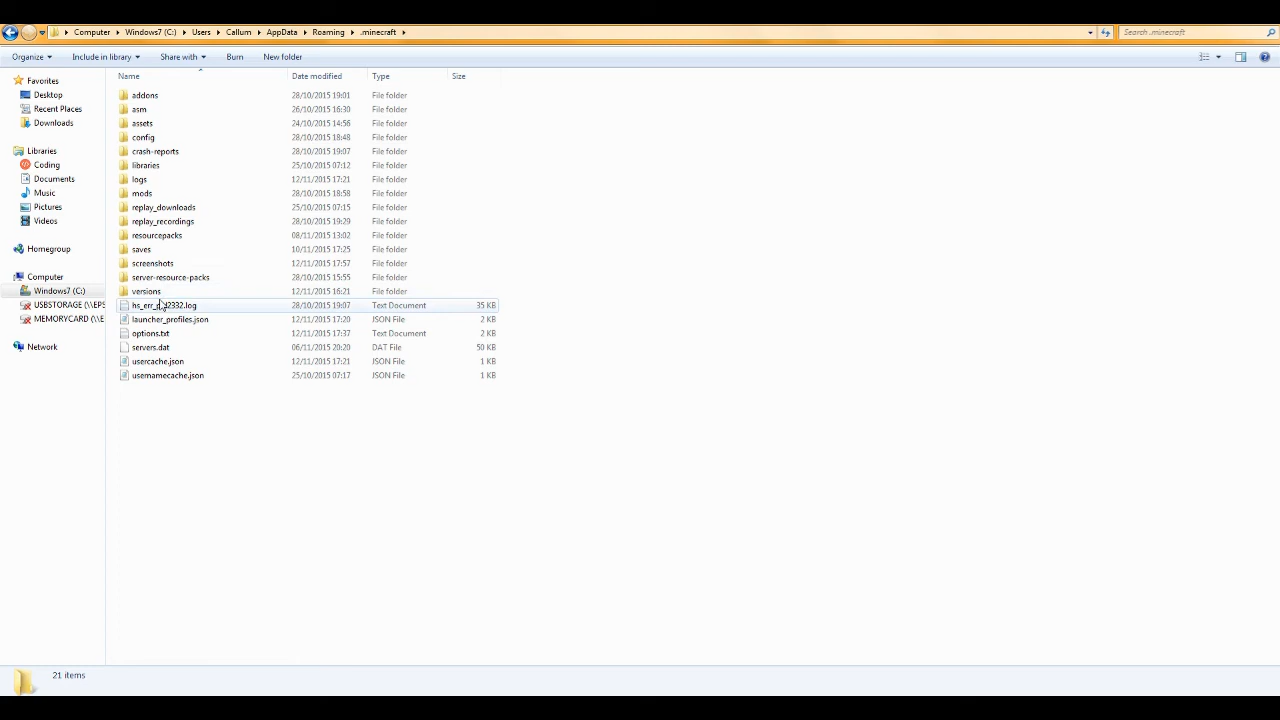 Computer Windows7 (C:) Users Callum AppData Roaming .minecraft Search .minecraft
Organize Include in library Share with Burn New folder
Name Date modified Type Size
Favorites
Desktop
Recent Places
Downloads
Libraries
Coding
Documents
Music
Pictures
Videos
Homegroup
Computer
Windows7 (C:)
USBSTORAGE (\\EPS
MEMORYCARD (\\E
Network
addons 28/10/2015 19:01 File folder
asm 26/10/2015 16:30 File folder
assets 24/10/2015 14:56 File folder
config 28/10/2015 18:48 File folder
crash-reports 28/10/2015 19:07 File folder
libraries 25/10/2015 07:12 File folder
logs 12/11/2015 17:21 File folder
mods 28/10/2015 18:58 File folder
replay_downloads 25/10/2015 07:15 File folder
replay_recordings 28/10/2015 19:29 File folder
resourcepacks 08/11/2015 13:02 File folder
saves 10/11/2015 17:25 File folder
screenshots 12/11/2015 17:57 File folder
server-resource-packs 28/10/2015 15:55 File folder
versions 12/11/2015 16:21 File folder
28/10/2015 19:07 Text Document 35 KB
launcher_profiles.json 12/11/2015 17:20 JSON File 2 KB
options.txt 12/11/2015 17:37 Text Document 2 KB
servers.dat 06/11/2015 20:20 DAT File 50 KB
usercache.json 12/11/2015 17:21 JSON File 1 KB
usernamecache.json 25/10/2015 07:17 JSON File 1 KB
21 items